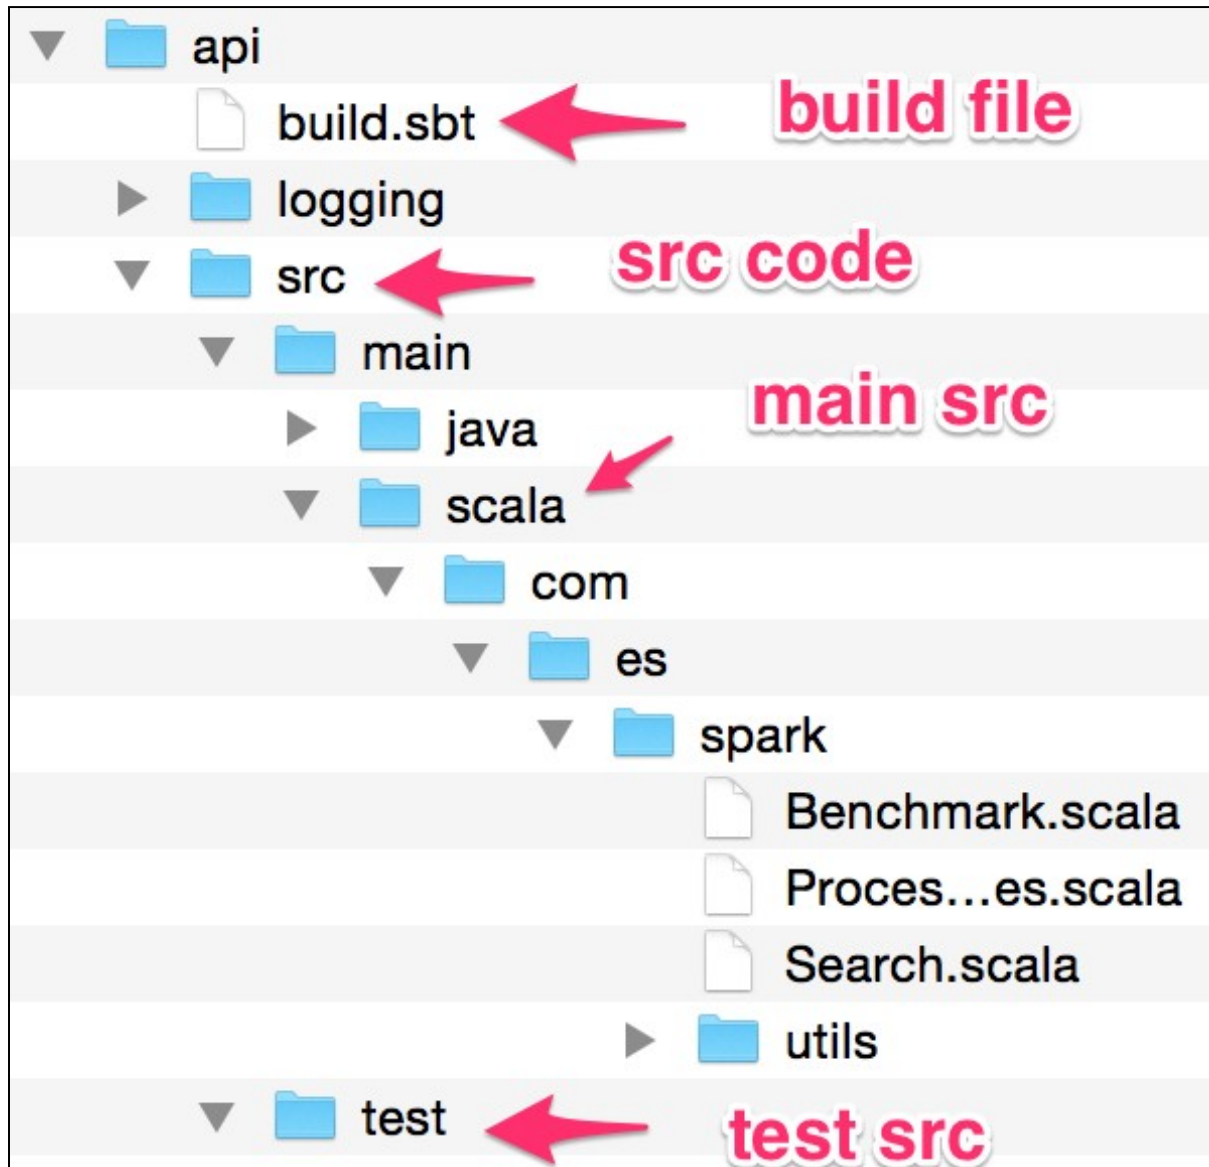 api
build.sbt build file
logging
src src code
main
java main src
scala
com
es
spark
Benchmark.scala
Proces...es.scala
Search.scala
utils
test test src